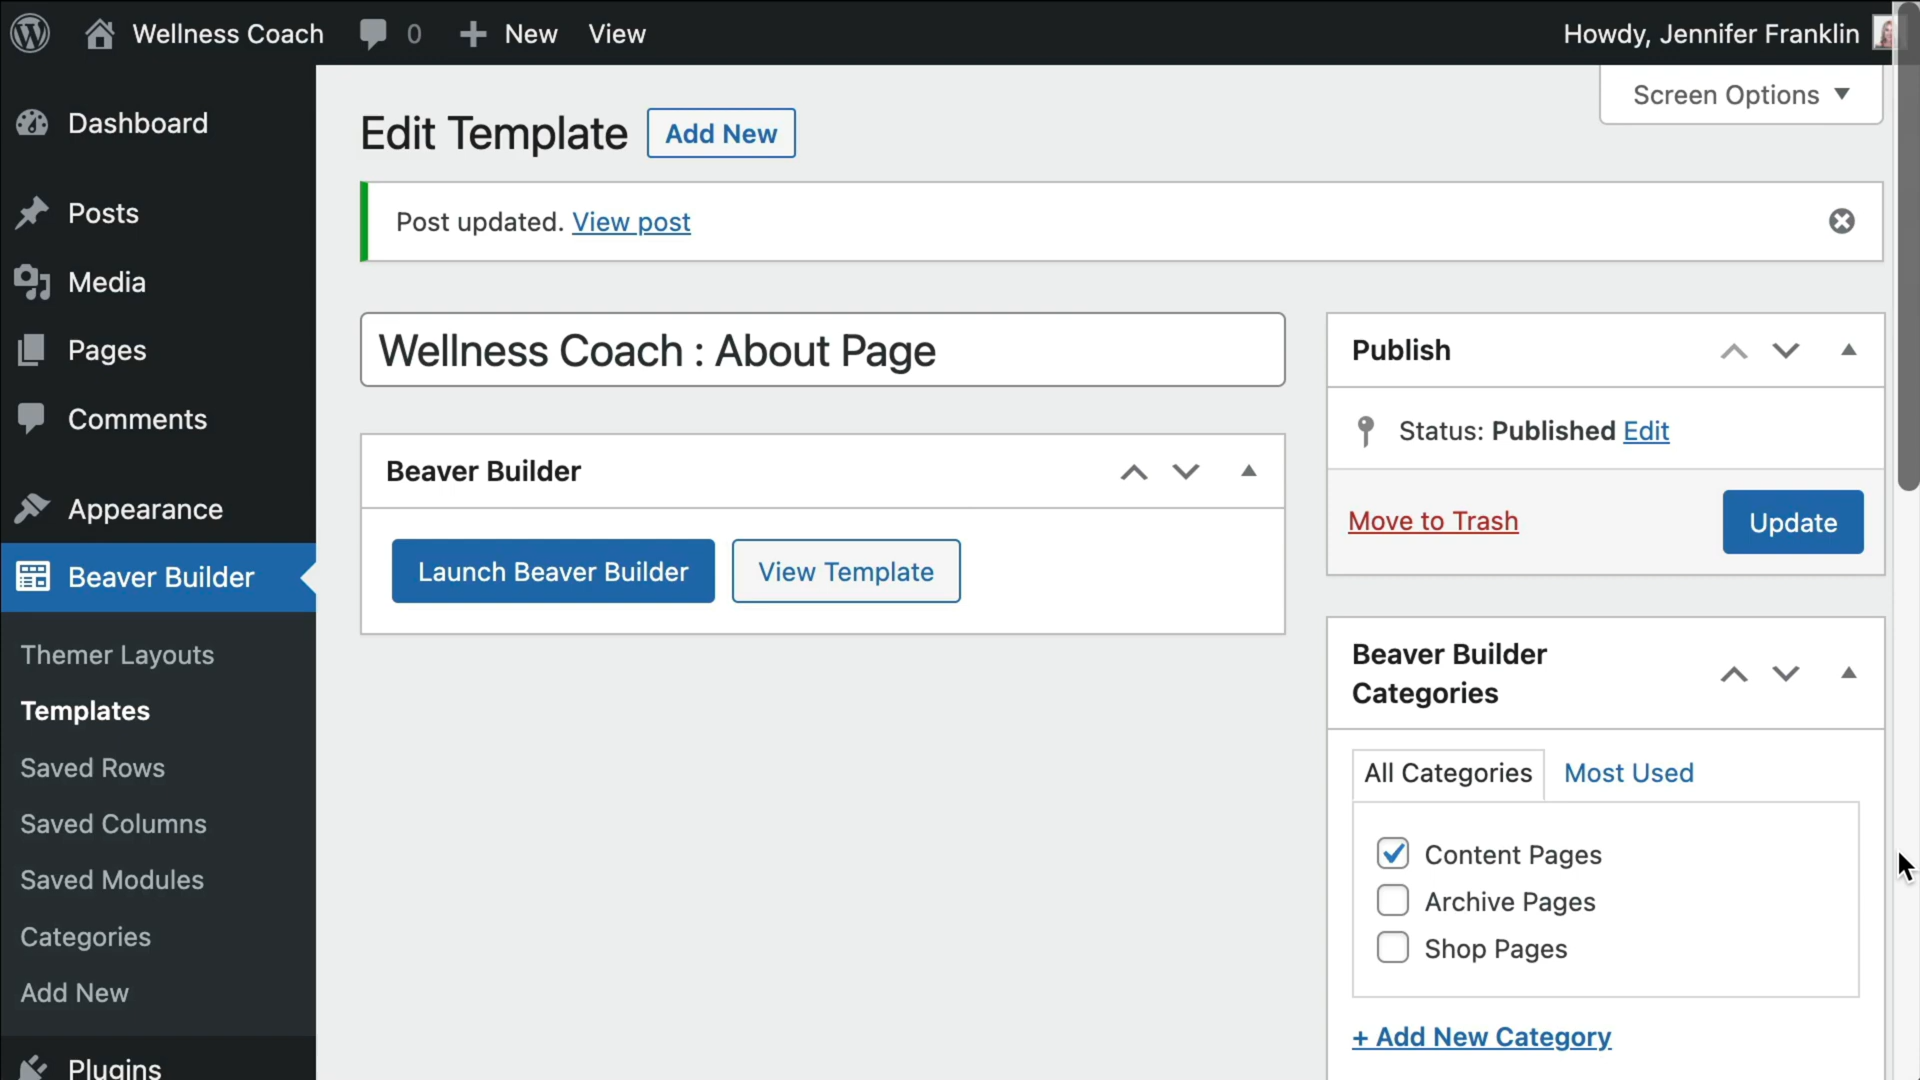 Wellness Coach 0 New View Howdy, Jennifer Franklin
Screen Options
Dashboard
Posts
Media
Pages
Comments
Appearance
Beaver Builder
Themer Layouts
Templates
Saved Rows
Saved Columns
Saved Modules
Categories
Add New
Plugins
Edit Template Add New
Post updated. View post
Wellness Coach : About Page
Beaver Builder
Launch Beaver Builder View Template
Publish
Status: Published Edit
Move to Trash Update
Beaver Builder
Categories
All Categories Most Used
Content Pages
Archive Pages
Shop Pages
+ Add New Category